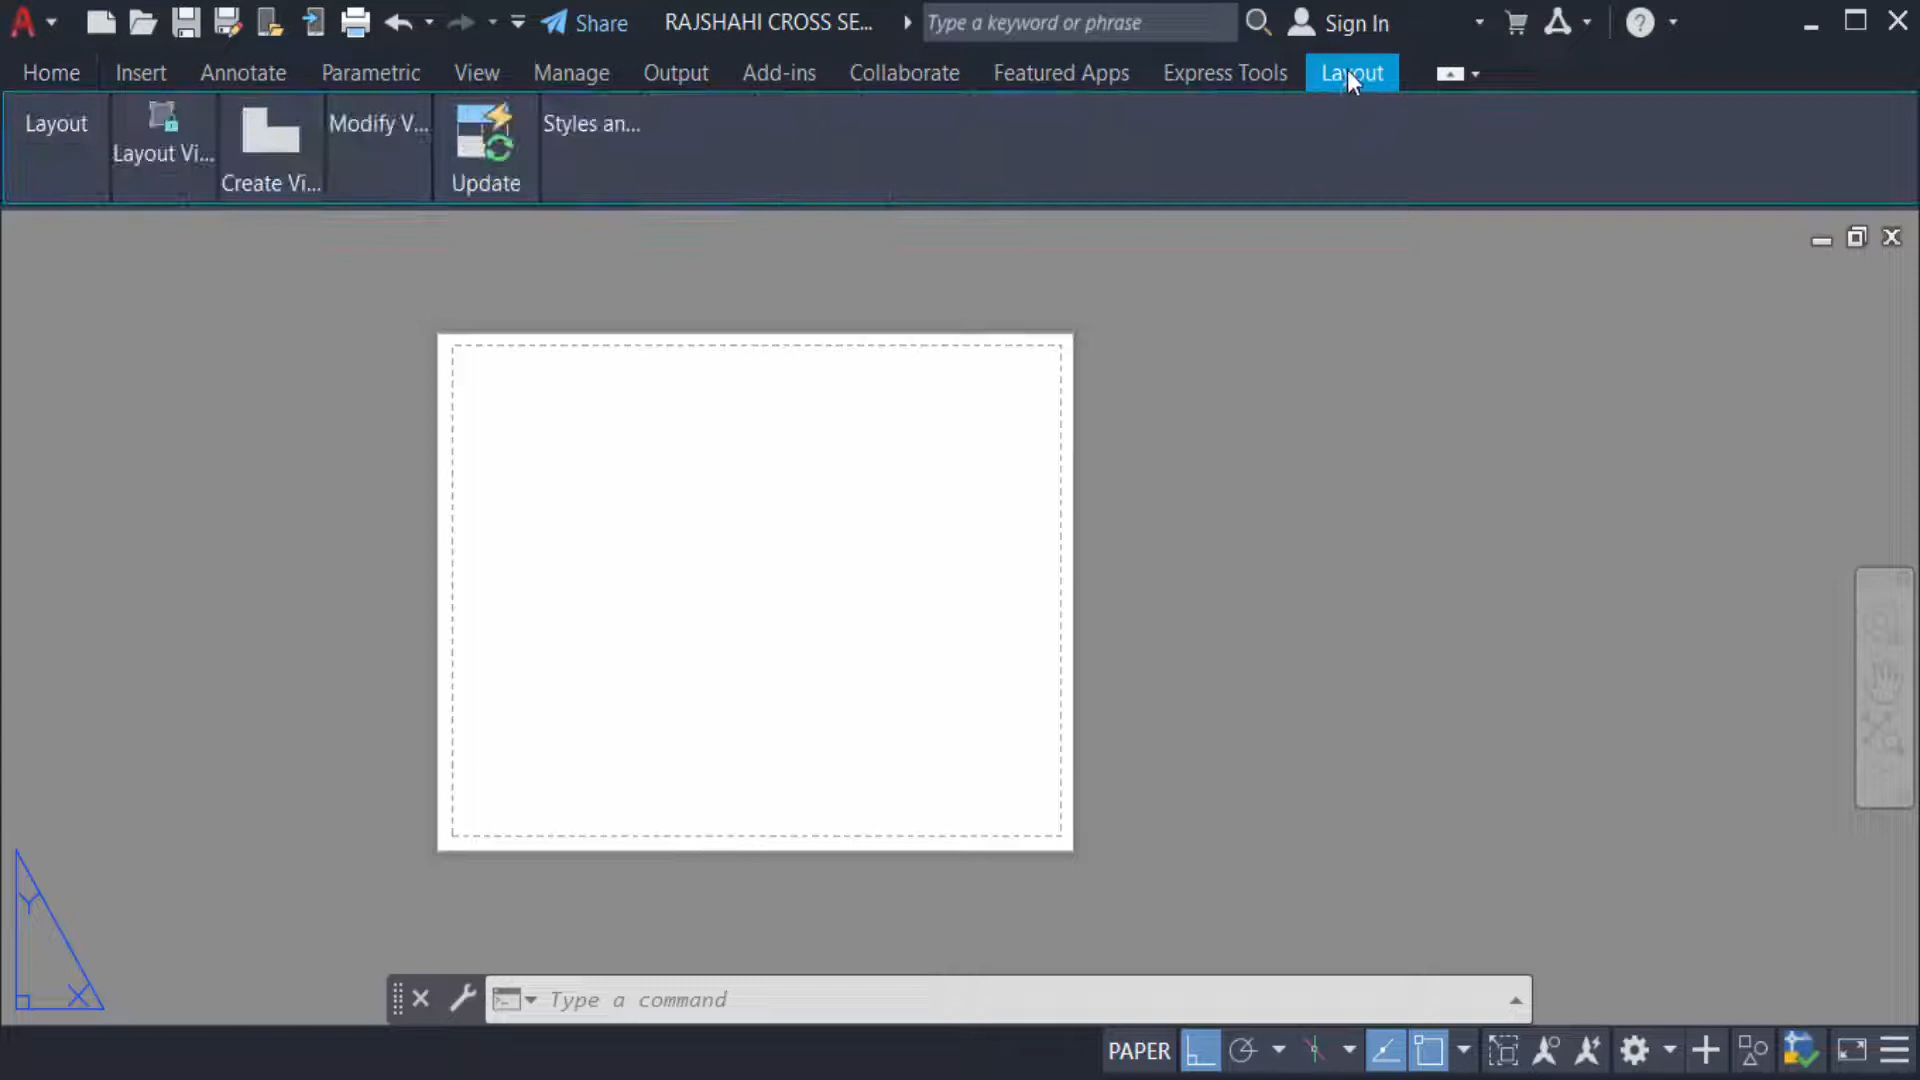 Share
RAJSHAHI CROSS SE...
Type a keyword or phrase
Sign In
Home
Insert
Annotate
Parametric
View
Manage
Output
Add-ins
Collaborate
Featured Apps
Express Tools
Layout
Layout
Layout Vi...
Create Vi...
Modify V...
Update
Styles an...
Y
X
Type a command
PAPER